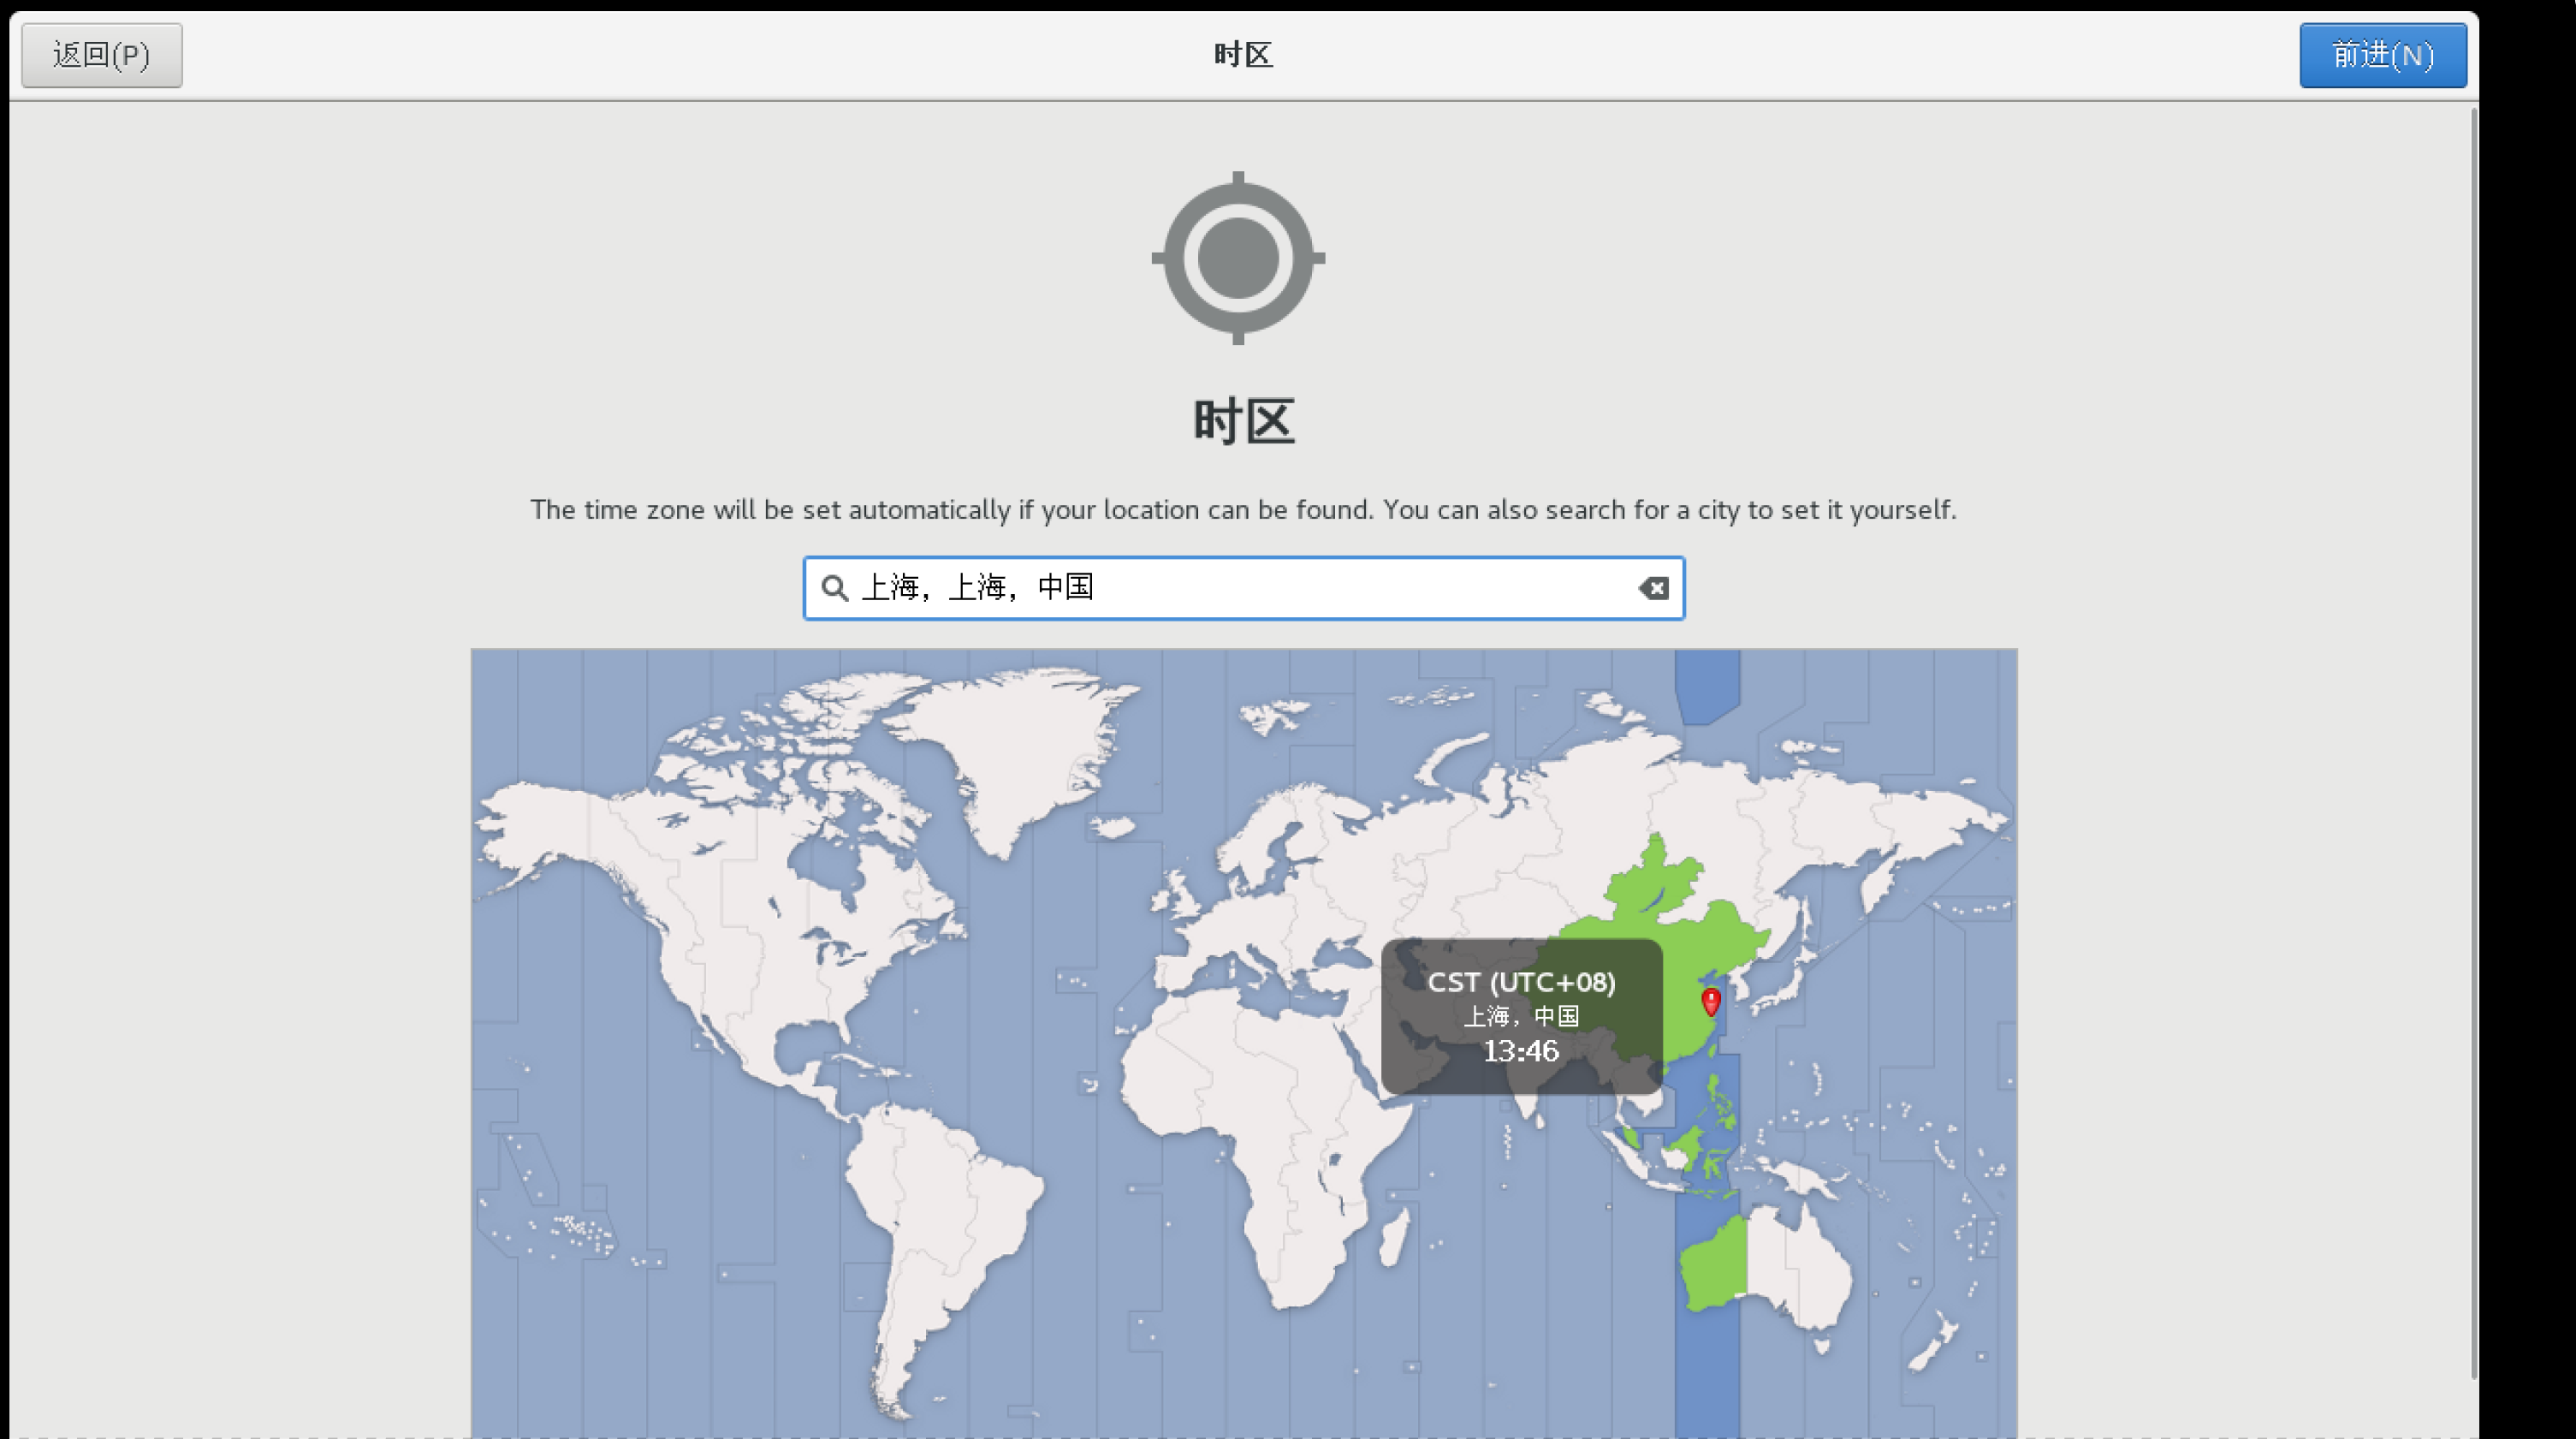 返回(P)
时区
前进(N)
时区
The time zone will be set automatically if your location can be found. You can also search for a city to set it yourself.
上海，上海，中国
CST (UTC+08)
上海，中国
13:46